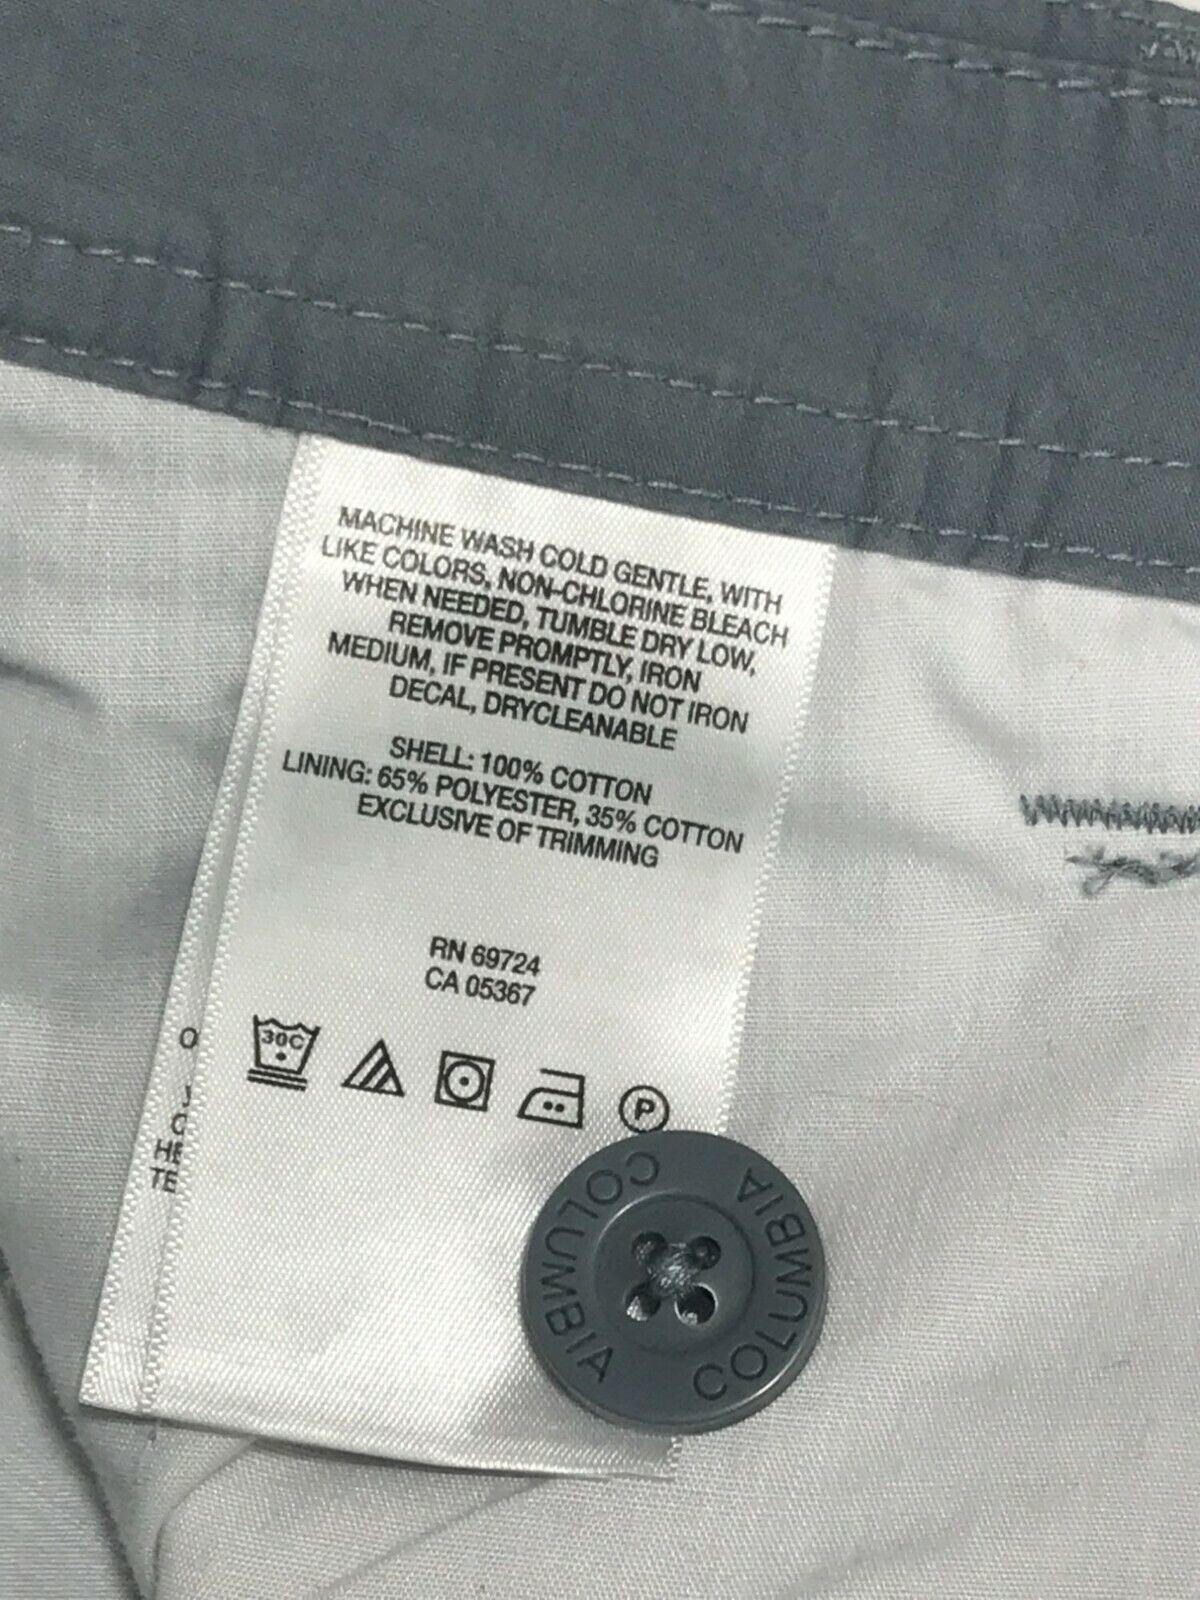 MACHINE WASH COLD GENTLE, WITH
LIKE COLORS, NON-CHLORINE BLEACH
WHEN NEEDED, TUMBLE DRY LOW,
REMOVE PROMPTLY, IRON
MEDIUM, IF PRESENT DO NOT IRON
DECAL, DRYCLEANABLE
SHELL: 100% COTTON
LINING: 65% POLYESTER, 35% COTTON
EXCLUSIVE OF TRIMMING
RN 69724
CA 05367
30C
P
COLUMBIA
COLUMBIA